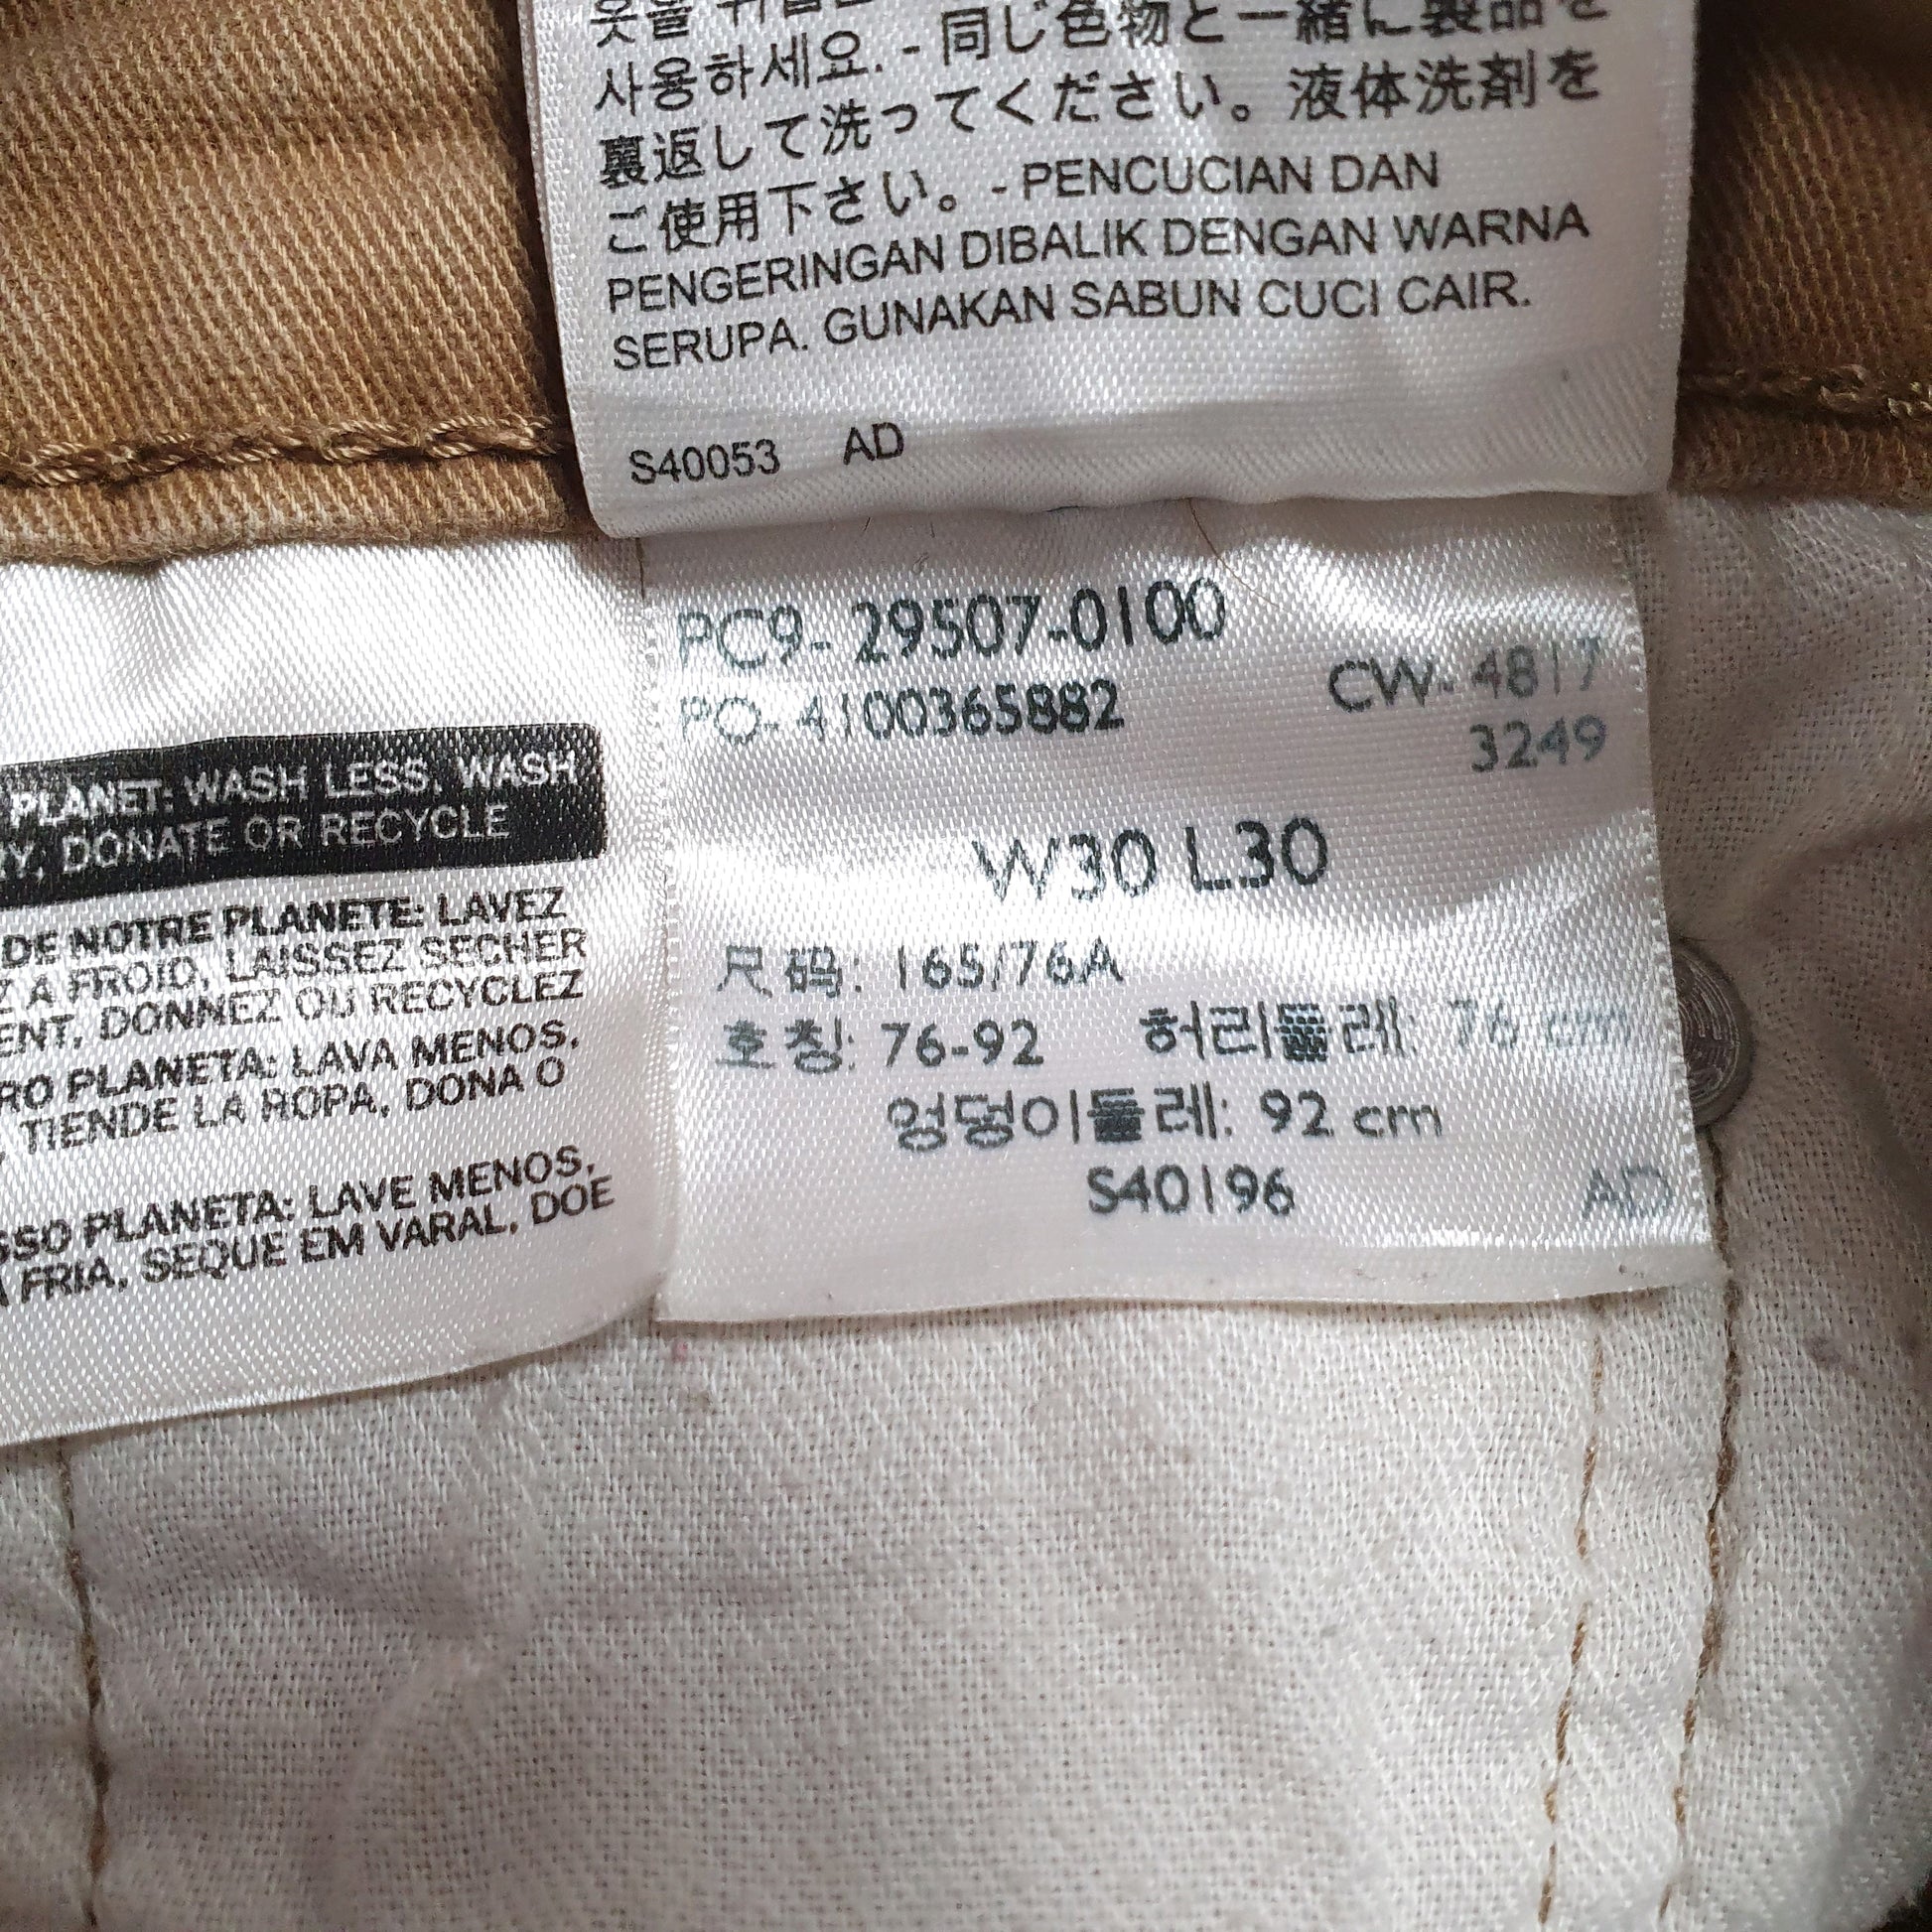 사용하세요. - 同じ色物と一緒に製品を
裏返して洗ってください。液体洗剤を
ご使用下さい。- PENCUCIAN DAN
PENGERINGAN DIBALIK DENGAN WARNA
SERUPA. GUNAKAN SABUN CUCI CAIR.
S40053 AD
PLANET: WASH LESS, WASH
DONATE OR RECYCLE
DE NOTRE PLANETE: LAVEZ
A FROID, LAISSEZ SECHER
DONNEZ OU RECYCLEZ
PLANETA: LAVA MENOS,
TIENDE LA ROPA, DONA O
PLANETA: LAVE MENOS,
FRIA, SEQUE EM VARAL, DOE
PC9-29507-0100
PO-4100365882 CW-4817
3249
W30 L30
尺码: 165/76A
호칭: 76-92 허리둘레: 76 cm
엉덩이둘레: 92 cm
S40196 AD